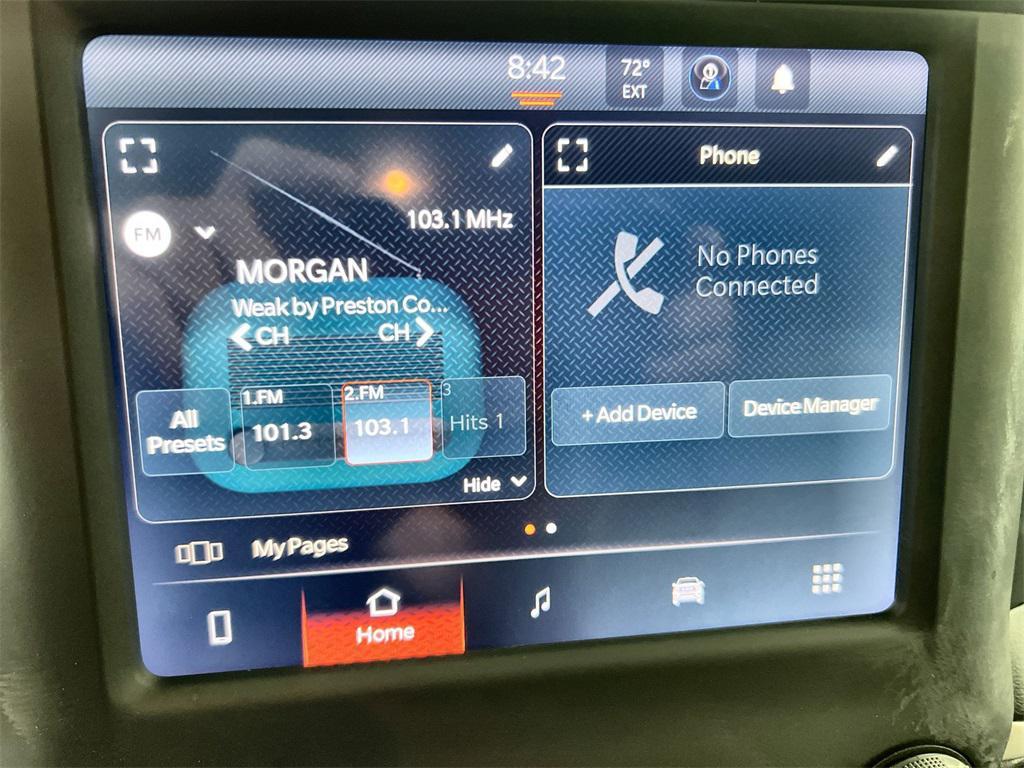 8:42
72°
EXT
103.1 MHz
FM
MORGAN
Weak by Preston Co...
CH
CH
All
Presets
1.FM
101.3
2.FM
103.1
3
Hits 1
Hide
Phone
No Phones
Connected
+ Add Device
Device Manager
My Pages
Home